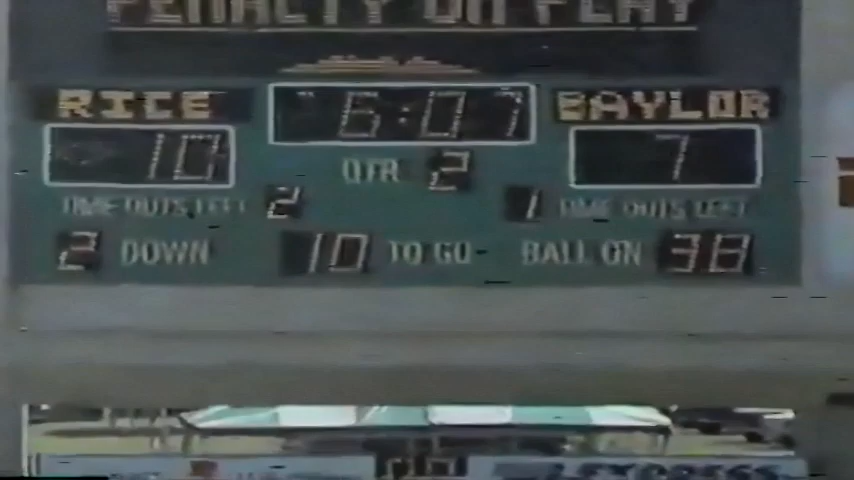 PENALTY ON PLAY
RICE 6:07 BAYLOR
10 QTR 2 7
TIME OUTS LEFT 2 1 TIME OUTS LEFT
2 DOWN 10 TO GO BALL ON 38
EXPRESS